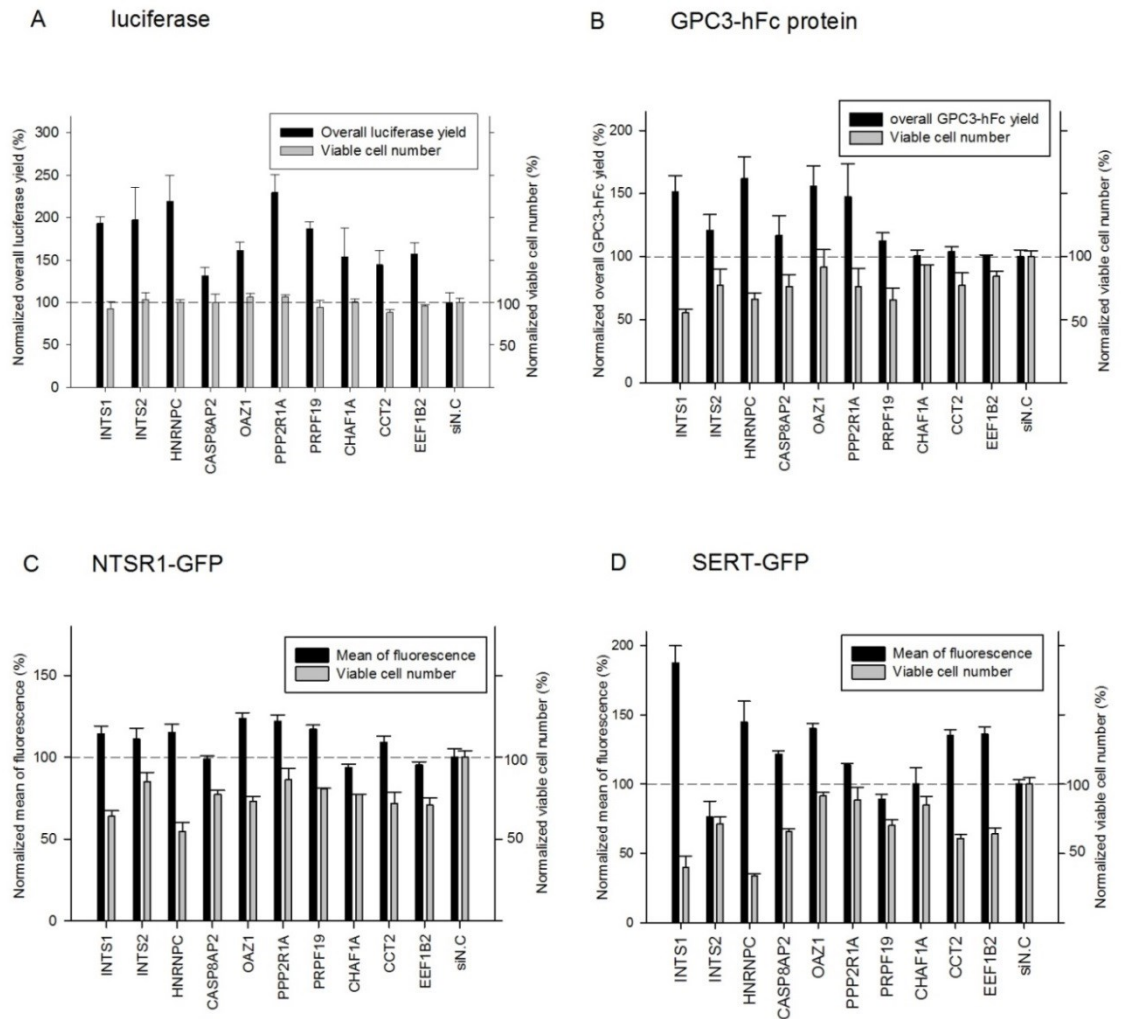 A luciferase
Normalized overall luciferase yield (%)
300
250
200
150
100
50
0
Overall luciferase yield
Viable cell number
100
50
Normalized viable cell number (%)
INTS1
INTS2
HNRNPC
CASP8AP2
OAZ1
PPP2R1A
PRPF19
CHAF1A
CCT2
EEF1B2
siN.C
B GPC3-hFc protein
Normalized overall GPC3-hFc yield (%)
200
150
100
50
0
overall GPC3-hFc yield
Viable cell number
100
50
Normalized viable cell number (%)
INTS1
INTS2
HNRNPC
CASP8AP2
OAZ1
PPP2R1A
PRPF19
CHAF1A
CCT2
EEF1B2
siN.C
C NTSR1-GFP
Normalized mean of fluorescence (%)
150
100
50
0
Mean of fluorescence
Viable cell number
100
50
Normalized viable cell number (%)
INTS1
INTS2
HNRNPC
CASP8AP2
OAZ1
PPP2R1A
PRPF19
CHAF1A
CCT2
EEF1B2
siN.C
D SERT-GFP
Normalized mean of fluorescence (%)
200
150
100
50
0
Mean of fluorescence
Viable cell number
100
50
Normalized viable cell number (%)
INTS1
INTS2
HNRNPC
CASP8AP2
OAZ1
PPP2R1A
PRPF19
CHAF1A
CCT2
EEF1B2
siN.C